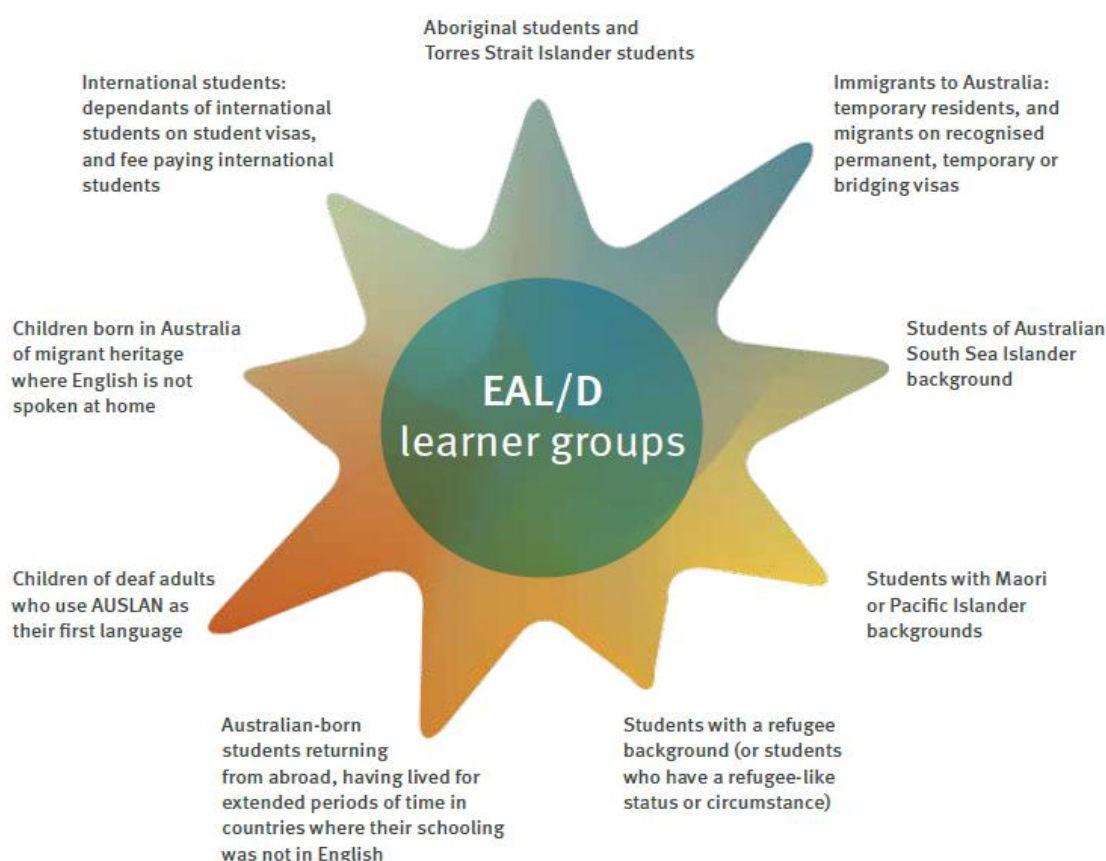 Aboriginal students and
Torres Strait Islander students
International students:
dependants of international
students on student visas,
and fee paying international
students
Immigrants to Australia:
temporary residents, and
migrants on recognised
permanent, temporary or
bridging visas
Children born in Australia
of migrant heritage
where English is not
spoken at home
EAL/D
learner groups
Students of Australian
South Sea Islander
background
Children of deaf adults
who use AUSLAN as
their first language
Students with Maori
or Pacific Islander
backgrounds
Australian-born
students returning
from abroad, having lived for
extended periods of time in
countries where their schooling
was not in English
Students with a refugee
background (or students
who have a refugee-like
status or circumstance)